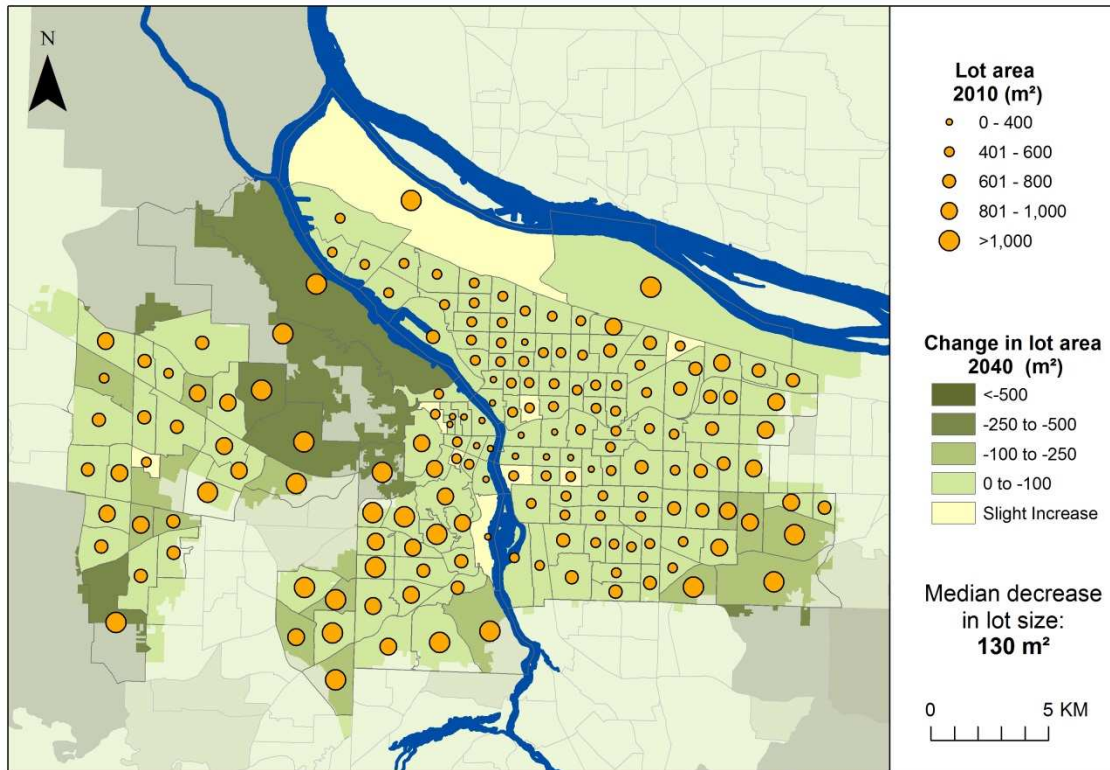 N
Lot area
2010 (m²)
0 - 400
401 - 600
601 - 800
801 - 1,000
>1,000
Change in lot area
2040 (m²)
<-500
-250 to -500
-100 to -250
0 to -100
Slight Increase
Median decrease
in lot size:
130 m²
0 5 KM